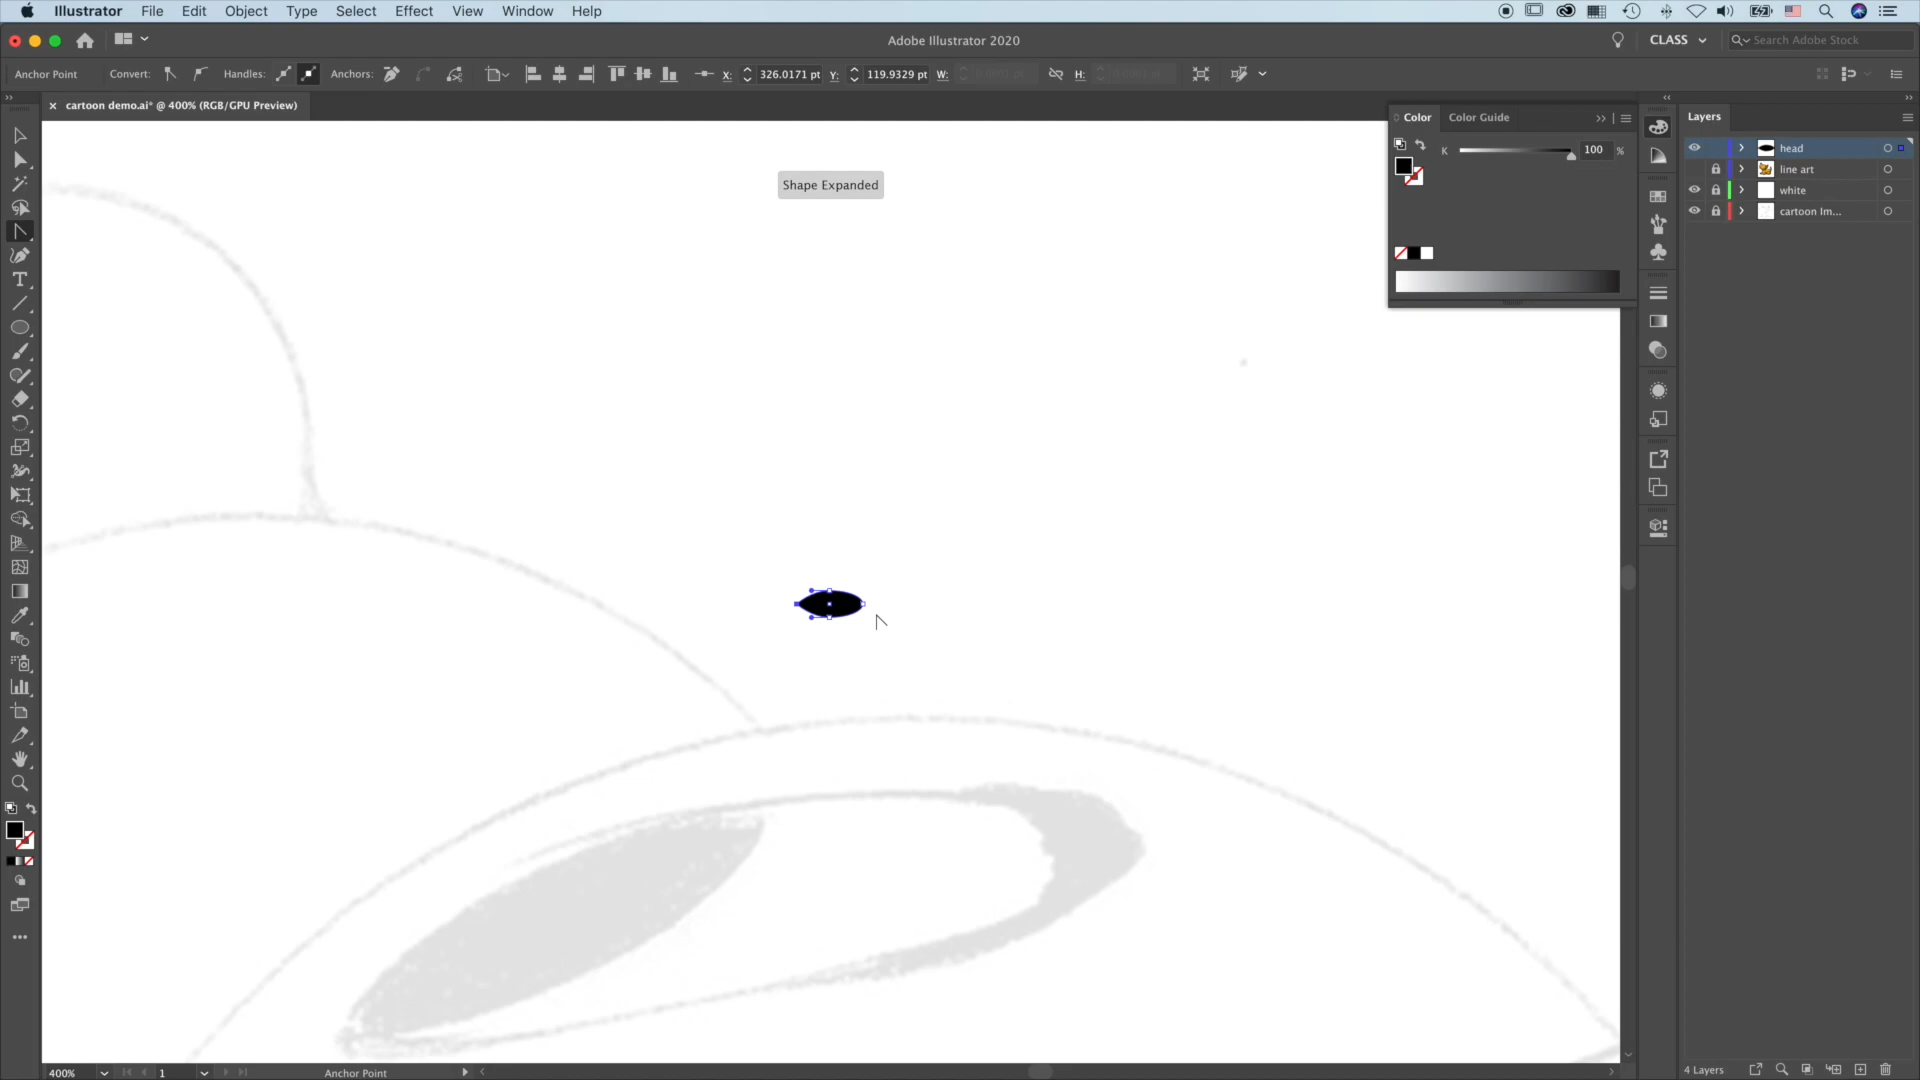 Illustrator File Edit Object Type Select Effect View Window Help
Adobe Illustrator 2020
CLASS
Search Adobe Stock
Anchor Point Convert: Handles: Anchors: X: 326.0171 pt Y: 119.9329 pt W: H:
cartoon demo.ai* @ 400% (RGB/GPU Preview)
Color Color Guide
K 100 %
Layers
head
line art
white
cartoon Im...
Shape Expanded
400% 1 Anchor Point
4 Layers